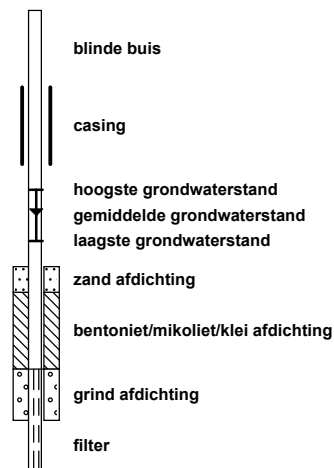 blinde buis
casing
hoogste grondwaterstand
gemiddelde grondwaterstand
laagste grondwaterstand
zand afdichting
bentoniet/mikoliet/klei afdichting
grind afdichting
filter